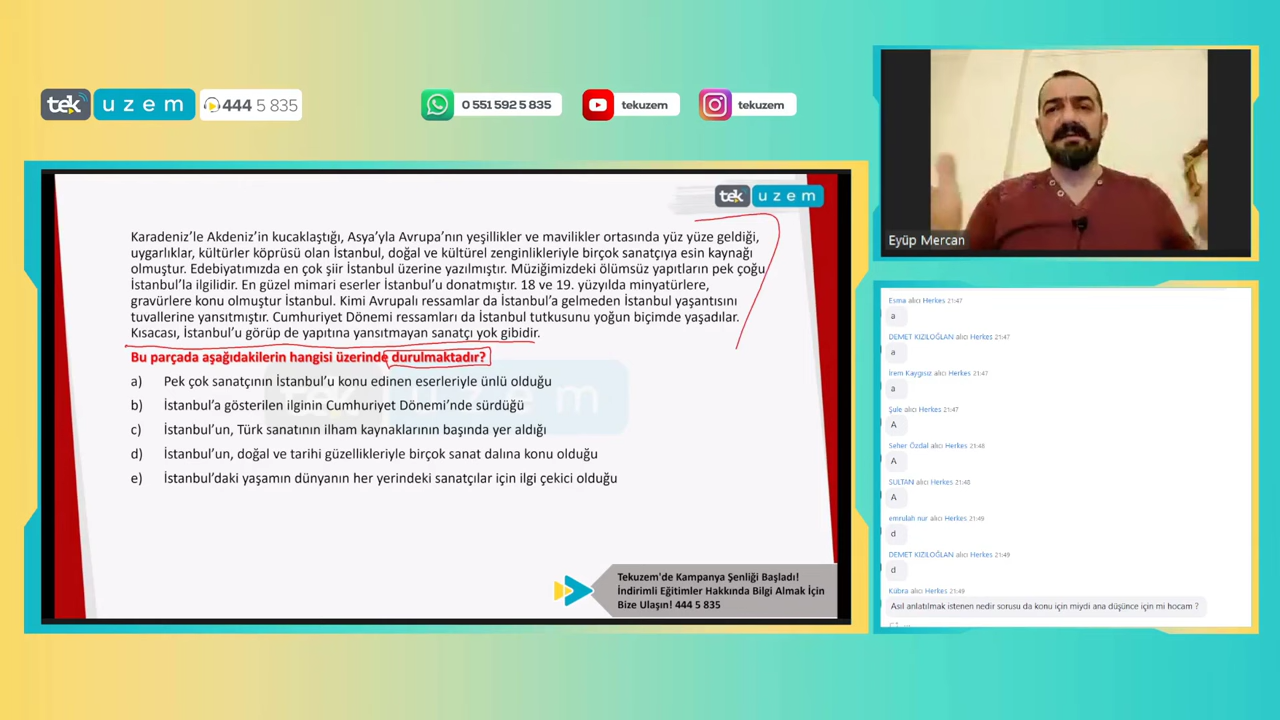 tek uzem 444 5 835
0 551 592 5 835
tekuzem
tekuzem
tek uzem
Karadeniz'le Akdeniz'in kucaklaştığı, Asya'yla Avrupa'nın yeşillikler ve mavilikler ortasında yüz yüze geldiği,
uygarlıklar, kültürler köprüsü olan İstanbul, doğal ve kültürel zenginlikleriyle birçok sanatçıya esin kaynağı
olmuştur. Edebiyatımızda en çok şiir İstanbul üzerine yazılmıştır. Müziğimizdeki ölümsüz yapıtların pek çoğu
İstanbul'la ilgilidir. En güzel mimari eserler İstanbul'u donatmıştır. 18 ve 19. yüzyılda minyatürlere,
gravürlere konu olmuştur İstanbul. Kimi Avrupalı ressamlar da İstanbul'a gelmeden İstanbul yaşantısını
tuvallerine yansıtmıştır. Cumhuriyet Dönemi ressamları da İstanbul tutkusunu yoğun biçimde yaşadılar.
Kısacası, İstanbul'u görüp de yapıtına yansıtmayan sanatçı yok gibidir.
Bu parçada aşağıdakilerin hangisi üzerinde durulmaktadır?
a) Pek çok sanatçının İstanbul'u konu edinen eserleriyle ünlü olduğu
b) İstanbul'a gösterilen ilginin Cumhuriyet Dönemi'nde sürdüğü
c) İstanbul'un, Türk sanatının ilham kaynaklarının başında yer aldığı
d) İstanbul'un, doğal ve tarihi güzellikleriyle birçok sanat dalına konu olduğu
e) İstanbul'daki yaşamın dünyanın her yerindeki sanatçılar için ilgi çekici olduğu
Tekuzem'de Kampanya Şenliği Başladı!
İndirimli Eğitimler Hakkında Bilgi Almak İçin
Bize Ulaşın! 444 5 835
Eyüp Mercan
Esma alıcı Herkes 21:47
a
DEMET KIZILOĞLAN alıcı Herkes 21:47
a
İrem Kaygısız alıcı Herkes 21:47
a
Şule alıcı Herkes 21:47
A
Seher Özdal alıcı Herkes 21:48
A
SULTAN alıcı Herkes 21:48
A
emrulah nur alıcı Herkes 21:49
d
DEMET KIZILOĞLAN alıcı Herkes 21:49
d
Kübra alıcı Herkes 21:49
Asıl anlatılmak istenen nedir sorusu da konu için miydi ana düşünce için mi hocam ?